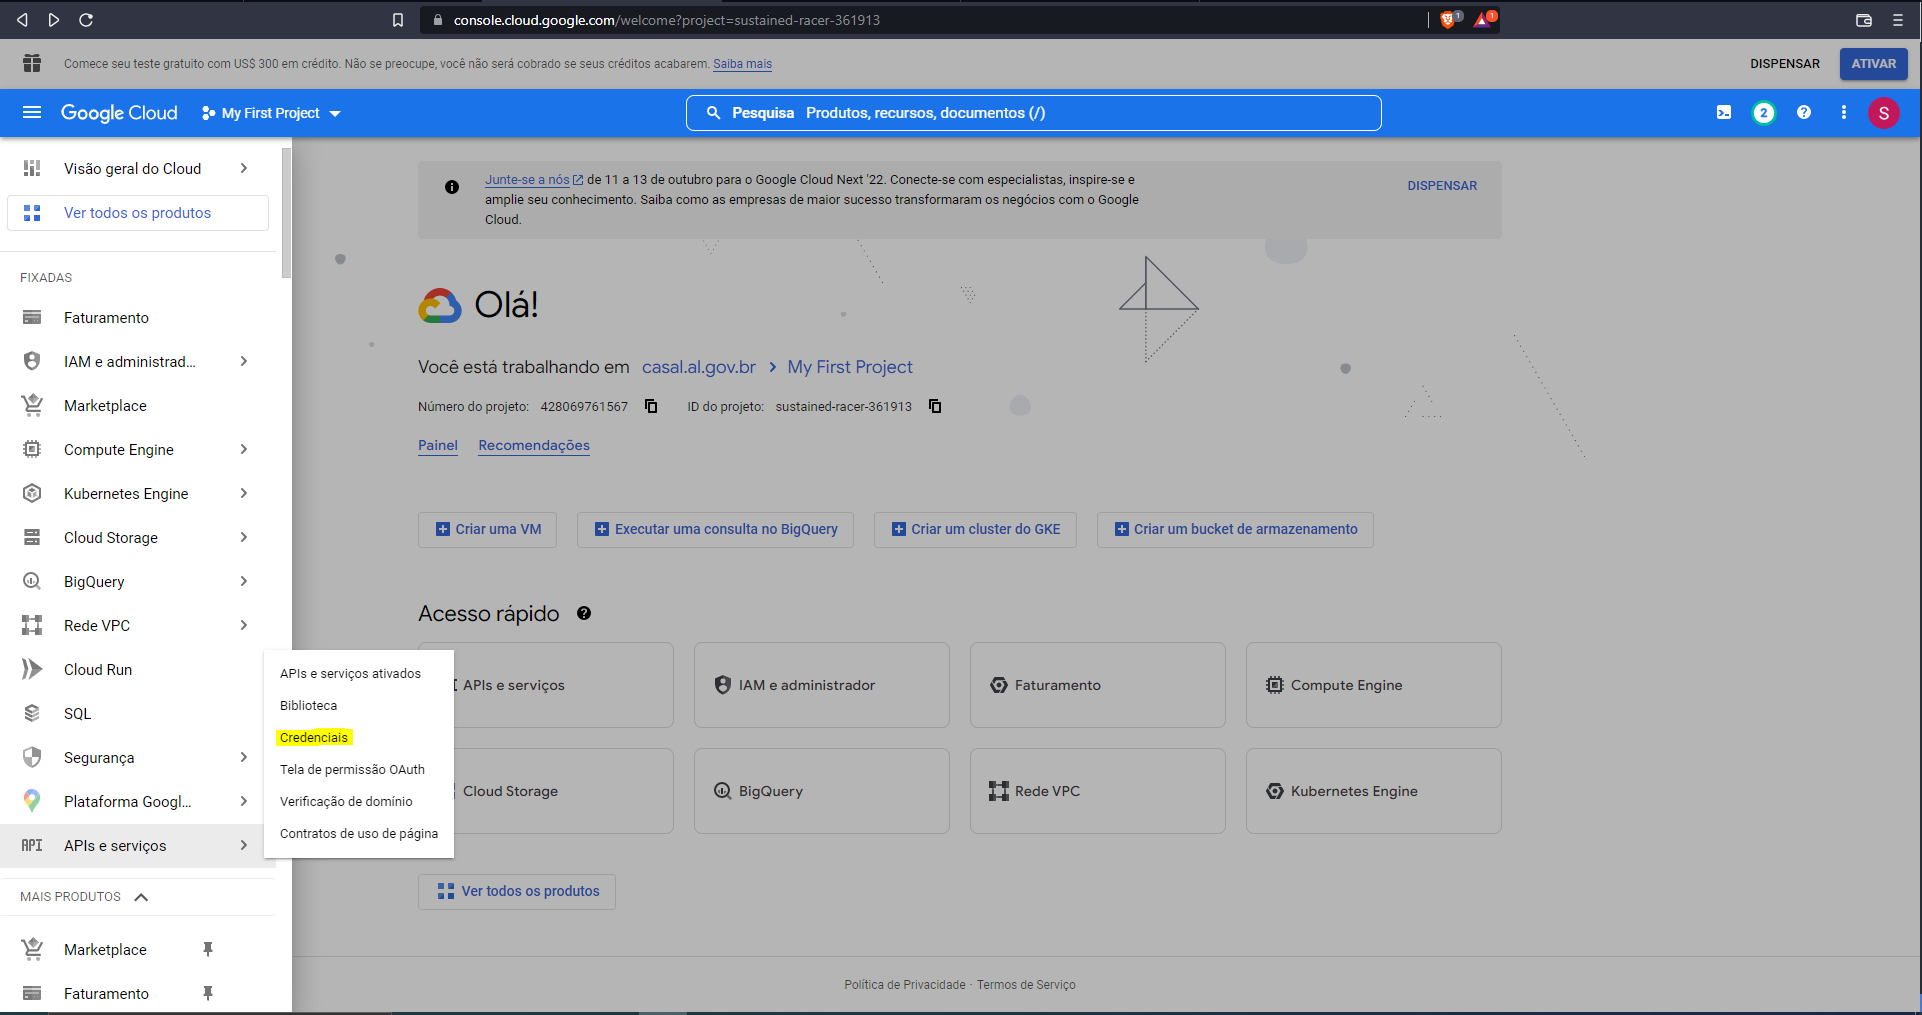 console.cloud.google.com/welcome?project=sustained-racer-361913
1
1
Comece seu teste gratuito com US$ 300 em crédito. Não se preocupe, você não será cobrado se seus créditos acabarem. Saiba mais
DISPENSAR
ATIVAR
Google Cloud
My First Project
Pesquisa Produtos, recursos, documentos (/)
2
S
Visão geral do Cloud
Ver todos os produtos
FIXADAS
Faturamento
IAM e administrad...
Marketplace
Compute Engine
Kubernetes Engine
Cloud Storage
BigQuery
Rede VPC
Cloud Run
SQL
Segurança
Plataforma Googl...
API APIs e serviços
MAIS PRODUTOS
Marketplace
Faturamento
APIs e serviços ativados
Biblioteca
Credenciais
Tela de permissão OAuth
Verificação de domínio
Contratos de uso de página
Junte-se a nós de 11 a 13 de outubro para o Google Cloud Next '22. Conecte-se com especialistas, inspire-se e
amplie seu conhecimento. Saiba como as empresas de maior sucesso transformaram os negócios com o Google
Cloud.
DISPENSAR
Olá!
Você está trabalhando em casal.al.gov.br > My First Project
Número do projeto: 428069761567 ID do projeto: sustained-racer-361913
Painel Recomendações
Criar uma VM
Executar uma consulta no BigQuery
Criar um cluster do GKE
Criar um bucket de armazenamento
Acesso rápido
APIs e serviços
IAM e administrador
Faturamento
Compute Engine
Cloud Storage
BigQuery
Rede VPC
Kubernetes Engine
Ver todos os produtos
Política de Privacidade · Termos de Serviço